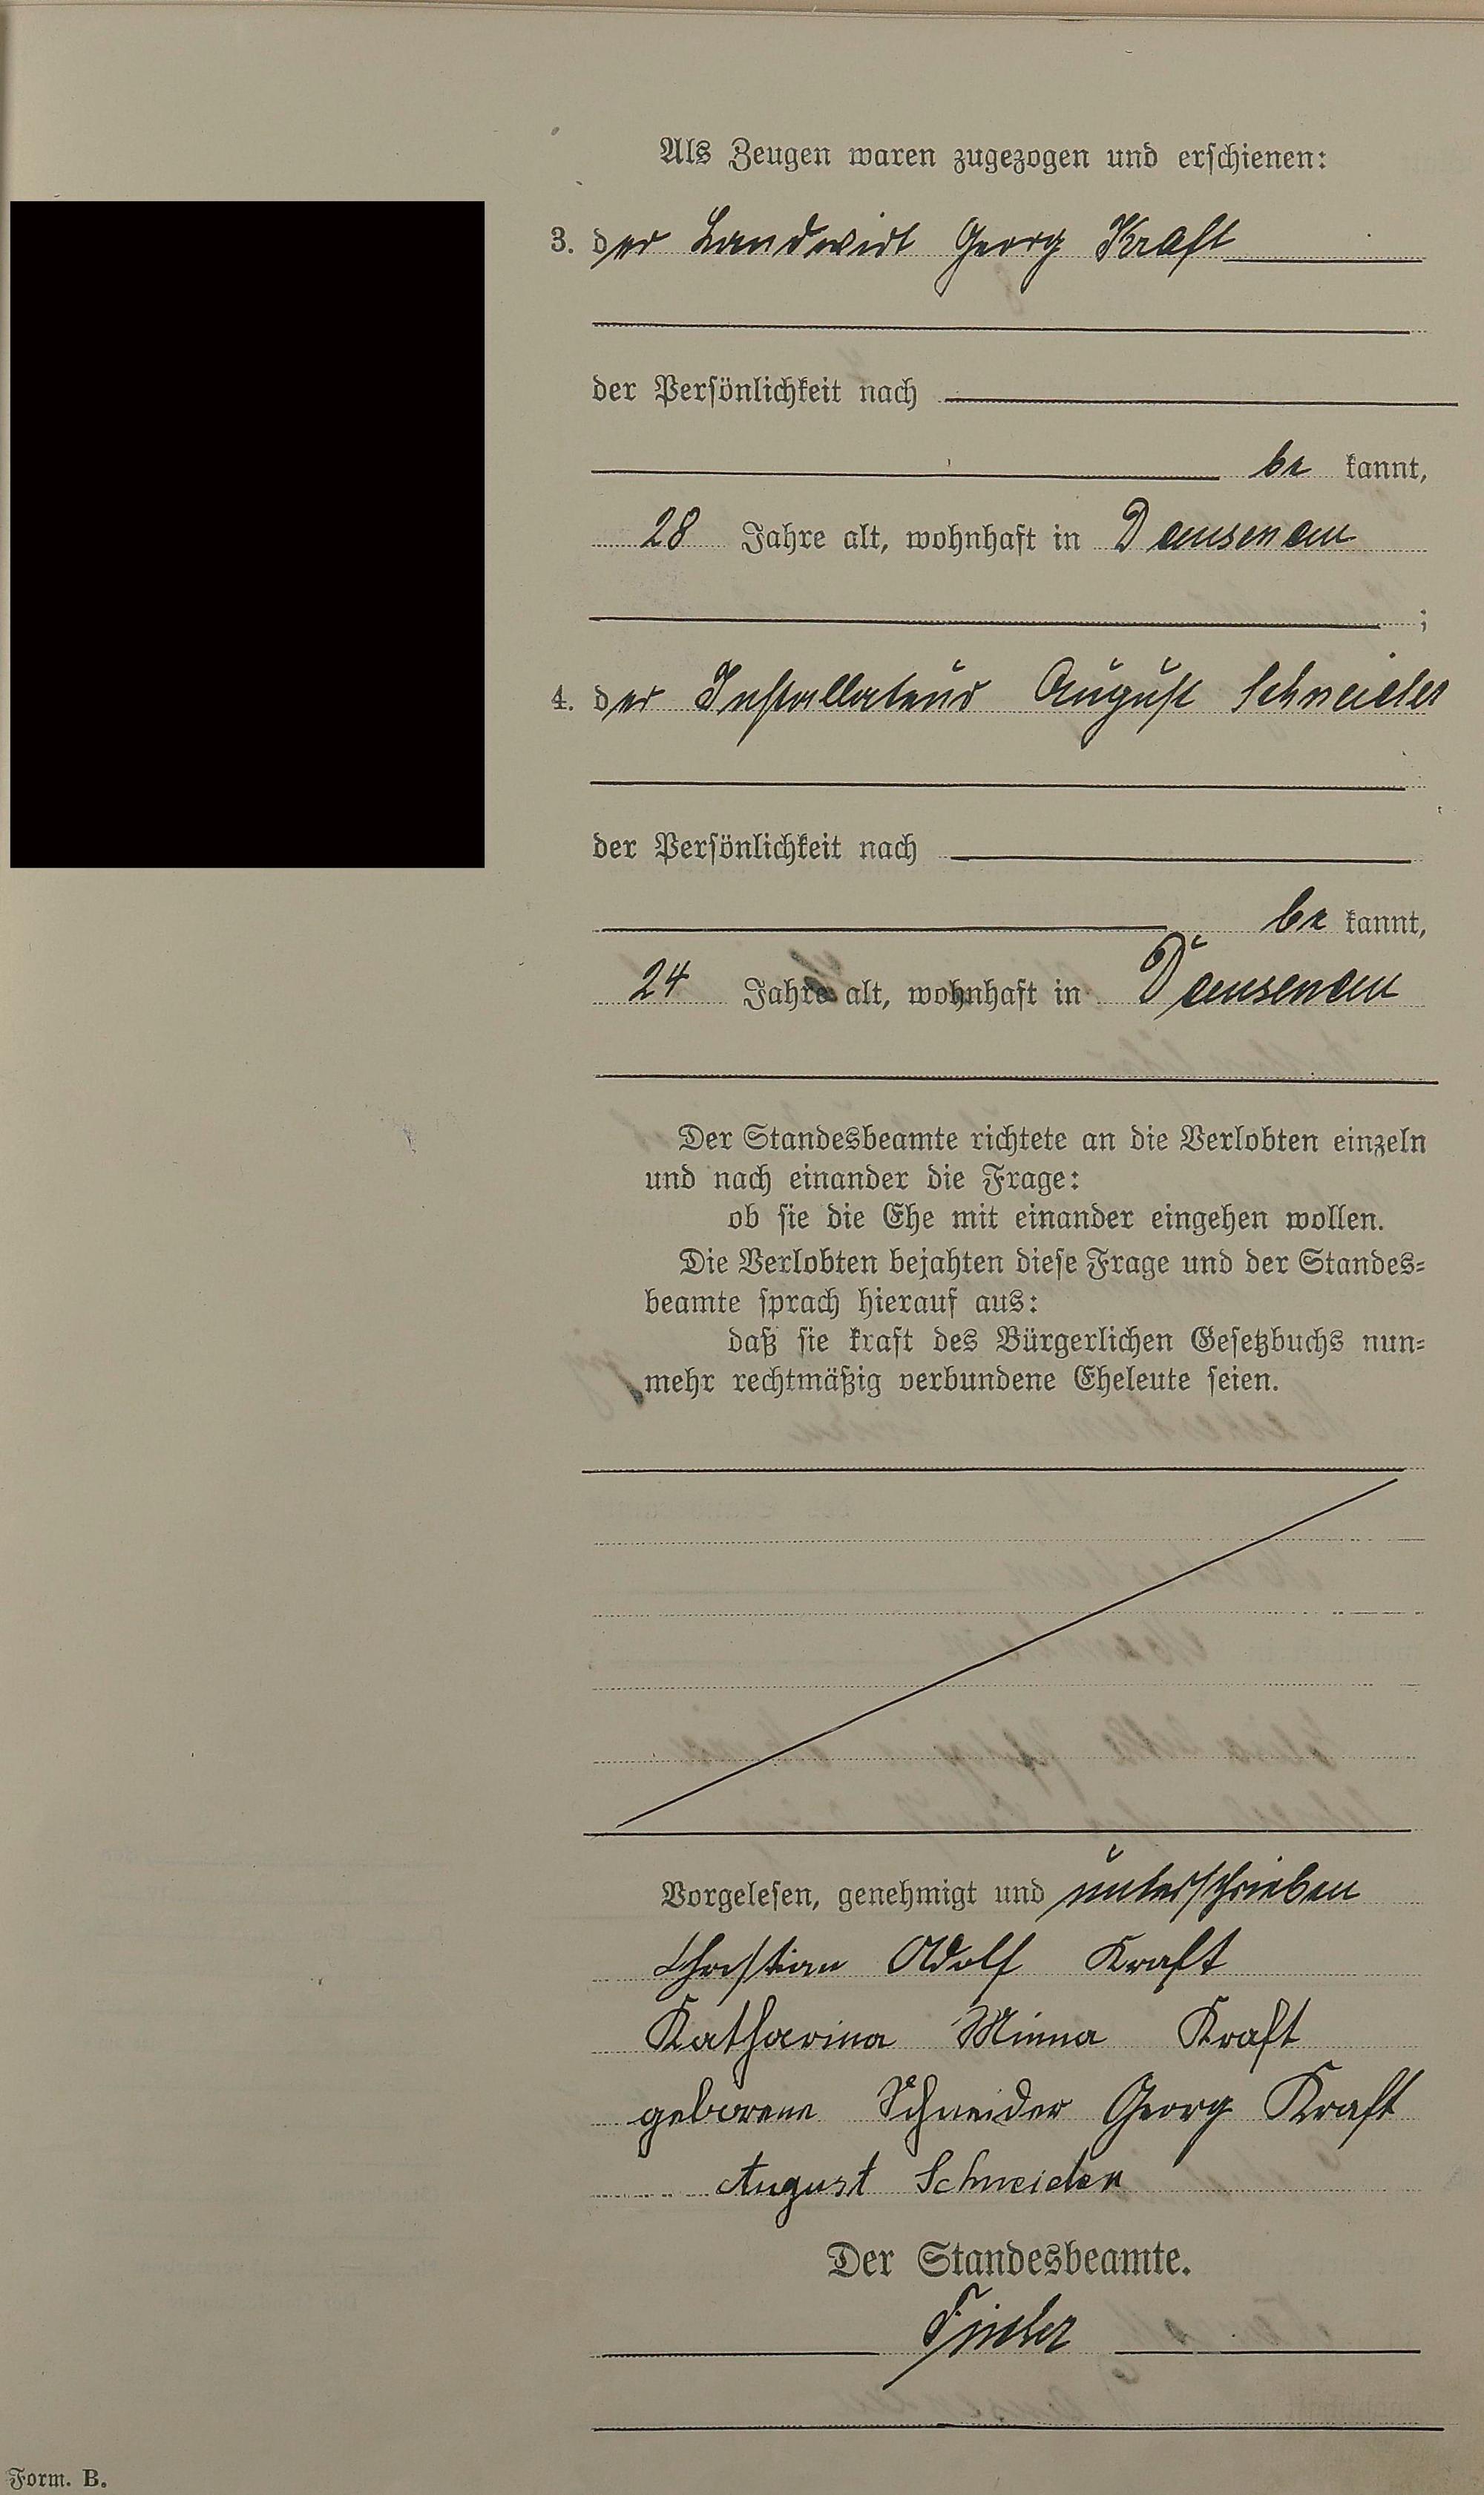 Als Zeugen waren zugezogen und erschienen:
3. der Landwirt Georg Kraft
der Persönlichkeit nach
be kannt,
28 Jahre alt, wohnhaft in Dausenau
;
4. der Installateur August Schneider
der Persönlichkeit nach
be kannt,
24 Jahre alt, wohnhaft in Dausenau
Der Standesbeamte richtete an die Verlobten einzeln
und nach einander die Frage:
ob sie die Ehe mit einander eingehen wollen.
Die Verlobten bejahten diese Frage und der Standes-
beamte sprach hierauf aus:
daß sie kraft des Bürgerlichen Gesetzbuchs nun-
mehr rechtmäßig verbundene Eheleute seien.
Vorgelesen, genehmigt und unterschrieben
Christian Adolf Kraft
Katharina Minna Kraft
geborene Schneider Georg Kraft
August Schneider
Der Standesbeamte.
Form. B.